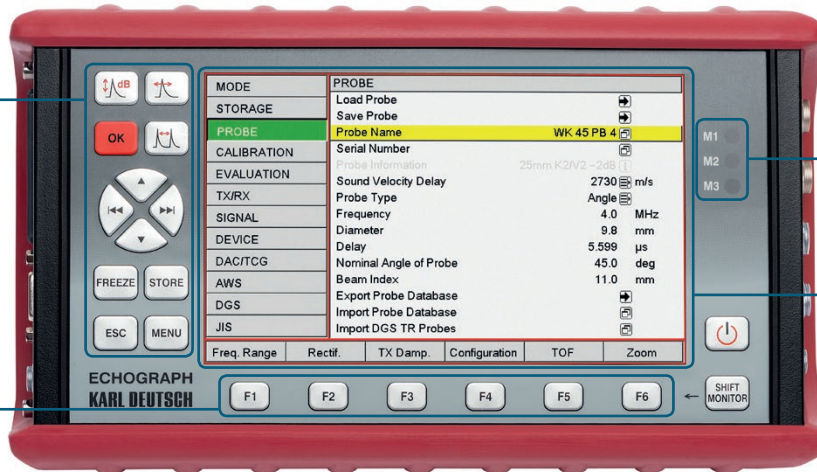 dB
OK
FREEZE STORE
ESC MENU
ECHOGRAPH
KARL DEUTSCH
MODE
STORAGE
PROBE
CALIBRATION
EVALUATION
TX/RX
SIGNAL
DEVICE
DAC/TCG
AWS
DGS
JIS
PROBE
Load Probe
Save Probe
Probe Name WK 45 PB 4
Serial Number
Probe Information 25mm K2/V2 -2dB
Sound Velocity Delay 2730 m/s
Probe Type Angle
Frequency 4.0 MHz
Diameter 9.8 mm
Delay 5.599 µs
Nominal Angle of Probe 45.0 deg
Beam Index 11.0 mm
Export Probe Database
Import Probe Database
Import DGS TR Probes
Freq. Range Rectif. TX Damp. Configuration TOF Zoom
F1 F2 F3 F4 F5 F6
M1
M2
M3
SHIFT
MONITOR